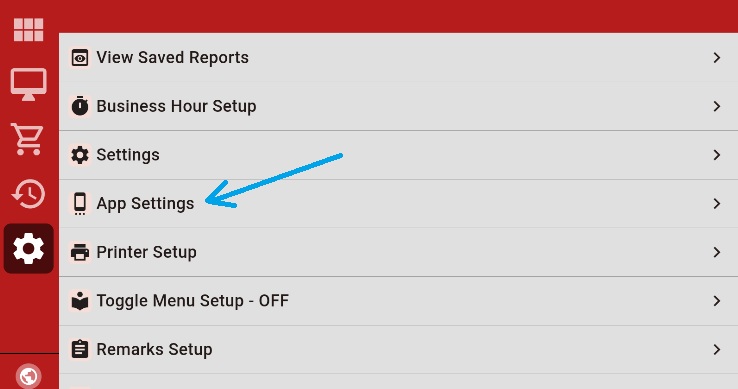 View Saved Reports
Business Hour Setup
Settings
App Settings
Printer Setup
Toggle Menu Setup - OFF
Remarks Setup